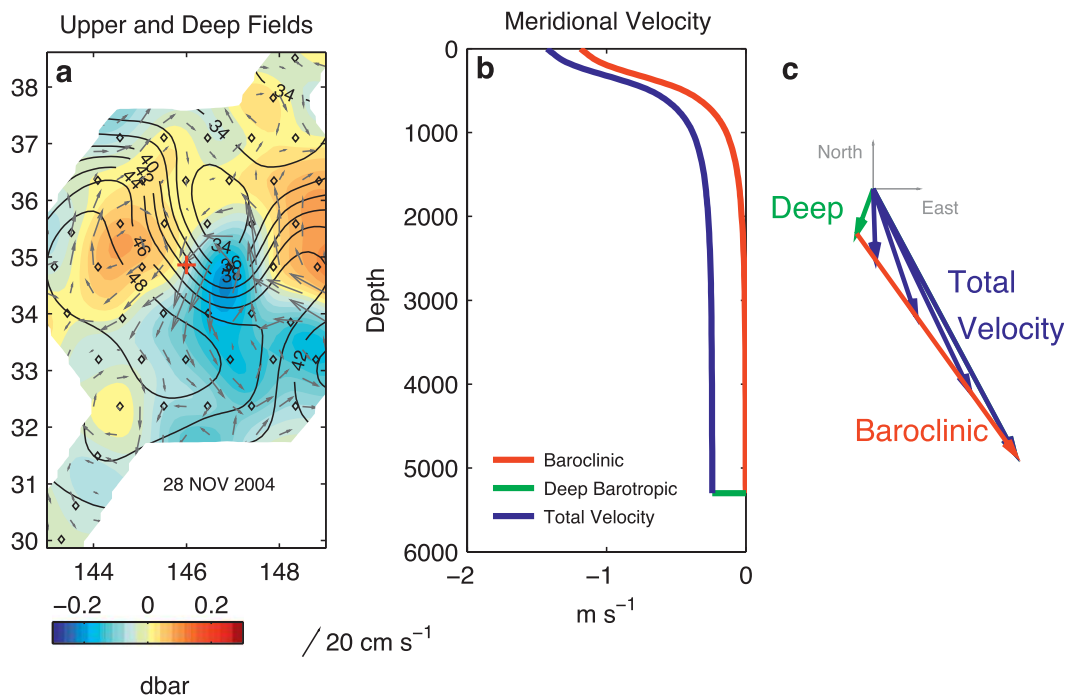 Upper and Deep Fields
a
38
37
36
35
34
33
32
31
30
144 146 148
34
34
40
42
44
46
48
34
36
38
42
28 NOV 2004
−0.2 0 0.2
dbar
20 cm s−1
Meridional Velocity
b
0
1000
2000
3000
4000
5000
6000
Depth
Baroclinic
Deep Barotropic
Total Velocity
−2 −1 0
m s−1
c
North
East
Deep
Total
Velocity
Baroclinic